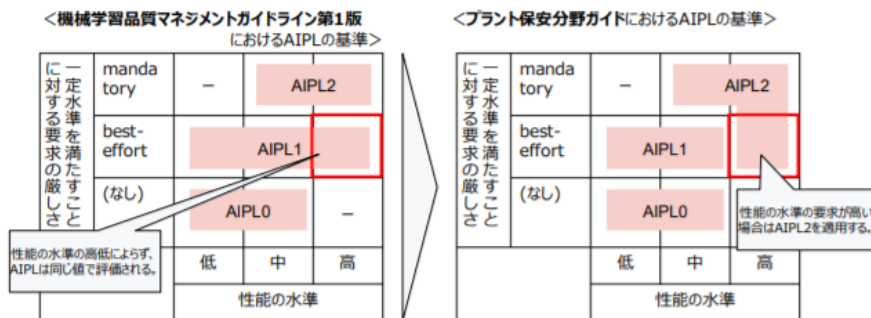 <機械学習品質マネジメントガイドライン第1版
におけるAIPLの基準>
一定水準を満たすこと
に対する要求の厳しさ
manda
tory
－
AIPL2
best-
effort
AIPL1
(なし)
AIPL0
－
性能の水準の高低によらず、
AIPLは同じ値で評価される。
低
中
高
性能の水準
<プラント保安分野ガイドにおけるAIPLの基準>
一定水準を満たすこと
に対する要求の厳しさ
manda
tory
－
AIPL2
best-
effort
AIPL1
(なし)
AIPL0
性能の水準の要求が高い
場合はAIPL2を適用する。
低
中
高
性能の水準